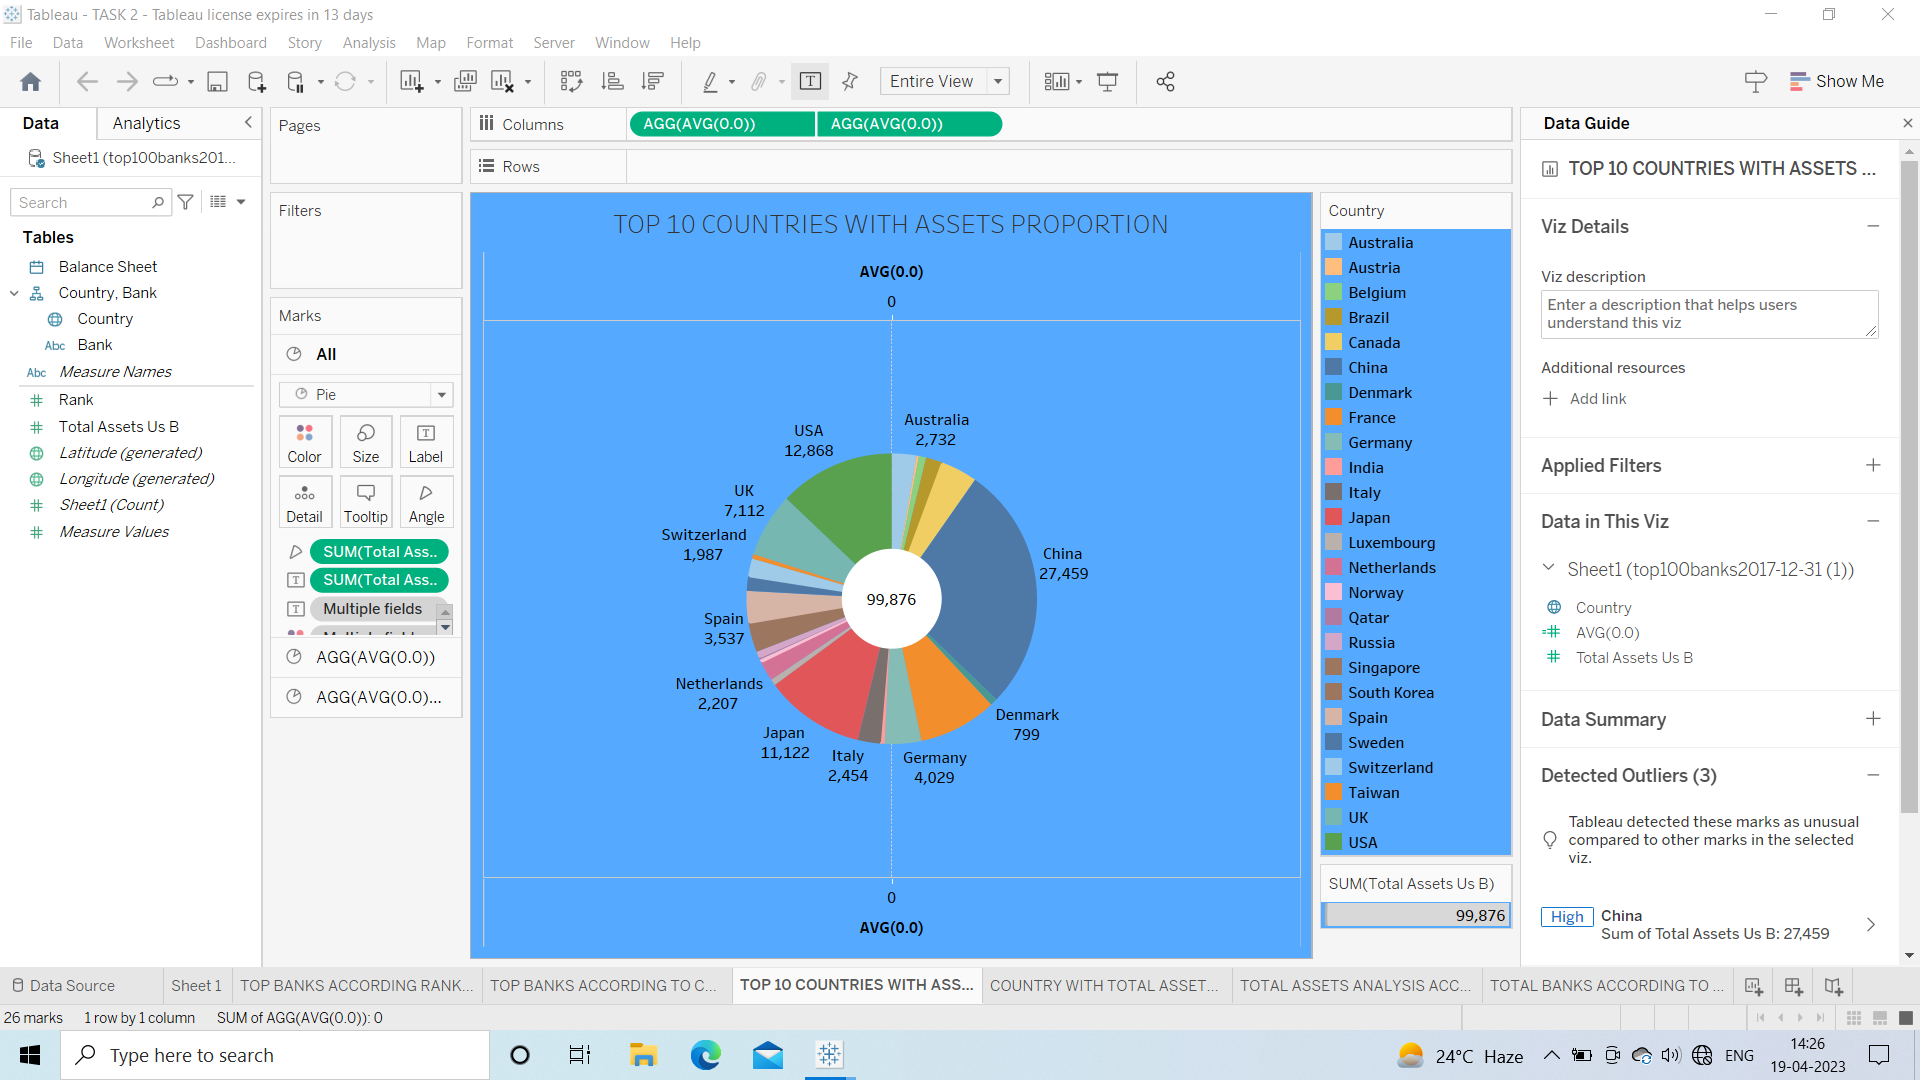 Tableau - TASK 2 - Tableau license expires in 13 days
File Data Worksheet Dashboard Story Analysis Map Format Server Window Help
Entire View
Show Me
Data Analytics
Sheet1 (top100banks201...
Search
Tables
Balance Sheet
Country, Bank
Country
Abc Bank
Abc Measure Names
Rank
Total Assets Us B
Latitude (generated)
Longitude (generated)
Sheet1 (Count)
Measure Values
Pages
Filters
Marks
All
Pie
Color Size Label
Detail Tooltip Angle
SUM(Total Ass..
SUM(Total Ass..
Multiple fields
AGG(AVG(0.0))
AGG(AVG(0.0)...
Columns AGG(AVG(0.0)) AGG(AVG(0.0))
Rows
TOP 10 COUNTRIES WITH ASSETS PROPORTION
AVG(0.0)
0
Australia
2,732
USA
12,868
UK
7,112
Switzerland
1,987
China
27,459
99,876
Spain
3,537
Netherlands
2,207
Denmark
799
Japan
11,122
Italy
2,454
Germany
4,029
0
AVG(0.0)
Country
Australia
Austria
Belgium
Brazil
Canada
China
Denmark
France
Germany
India
Italy
Japan
Luxembourg
Netherlands
Norway
Qatar
Russia
Singapore
South Korea
Spain
Sweden
Switzerland
Taiwan
UK
USA
SUM(Total Assets Us B)
99,876
Data Guide
TOP 10 COUNTRIES WITH ASSETS ...
Viz Details
Viz description
Enter a description that helps users
understand this viz
Additional resources
Add link
Applied Filters
Data in This Viz
Sheet1 (top100banks2017-12-31 (1))
Country
AVG(0.0)
Total Assets Us B
Data Summary
Detected Outliers (3)
Tableau detected these marks as unusual
compared to other marks in the selected
viz.
High China
Sum of Total Assets Us B: 27,459
Data Source Sheet 1 TOP BANKS ACCORDING RANK... TOP BANKS ACCORDING TO C... TOP 10 COUNTRIES WITH ASS... COUNTRY WITH TOTAL ASSET... TOTAL ASSETS ANALYSIS ACC... TOTAL BANKS ACCORDING TO ...
26 marks 1 row by 1 column SUM of AGG(AVG(0.0)): 0
Type here to search
24°C Haze
ENG
14:26
19-04-2023